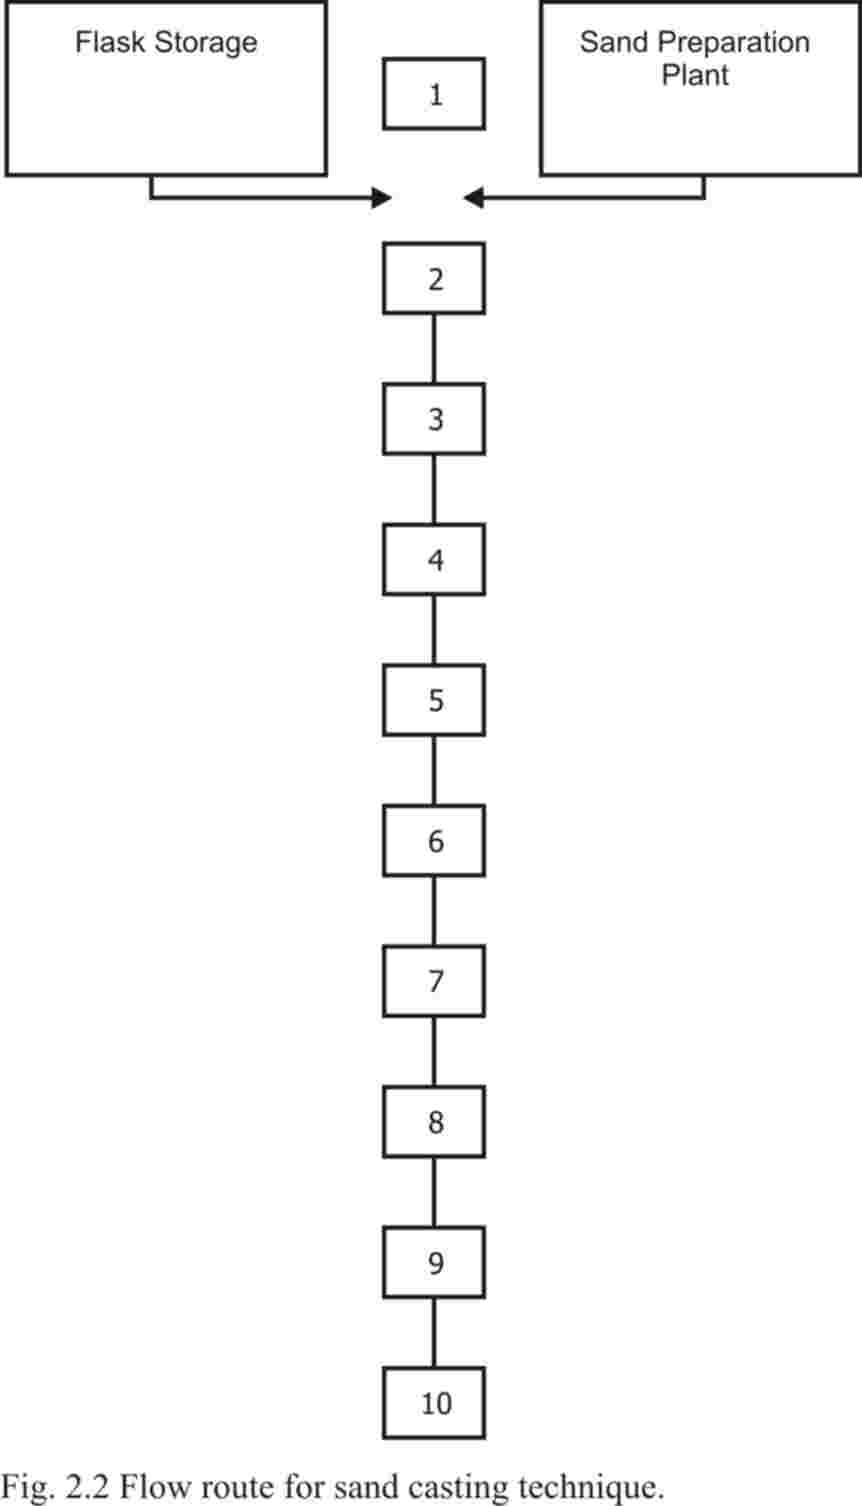 Flask Storage
Sand Preparation
Plant
1
2
3
4
5
6
7
8
9
10
Fig. 2.2 Flow route for sand casting technique.